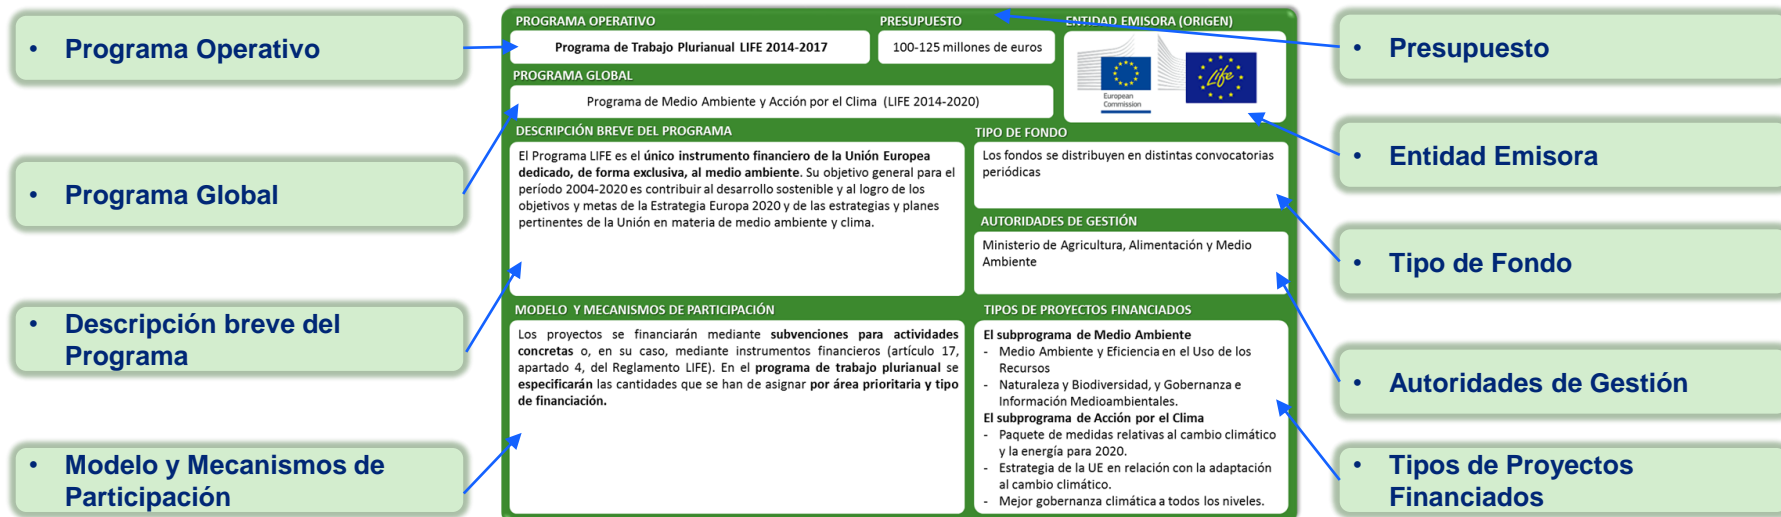 • Programa Operativo
• Programa Global
• Descripción breve del
Programa
• Modelo y Mecanismos de
Participación
PROGRAMA OPERATIVO
Programa de Trabajo Plurianual LIFE 2014-2017
PRESUPUESTO
100-125 millones de euros
ENTIDAD EMISORA (ORIGEN)
European
Commission
Life
PROGRAMA GLOBAL
Programa de Medio Ambiente y Acción por el Clima (LIFE 2014-2020)
DESCRIPCIÓN BREVE DEL PROGRAMA
El Programa LIFE es el único instrumento financiero de la Unión Europea
dedicado, de forma exclusiva, al medio ambiente. Su objetivo general para el
período 2004-2020 es contribuir al desarrollo sostenible y al logro de los
objetivos y metas de la Estrategia Europa 2020 y de las estrategias y planes
pertinentes de la Unión en materia de medio ambiente y clima.
TIPO DE FONDO
Los fondos se distribuyen en distintas convocatorias
periódicas
AUTORIDADES DE GESTIÓN
Ministerio de Agricultura, Alimentación y Medio
Ambiente
MODELO Y MECANISMOS DE PARTICIPACIÓN
Los proyectos se financiarán mediante subvenciones para actividades
concretas o, en su caso, mediante instrumentos financieros (artículo 17,
apartado 4, del Reglamento LIFE). En el programa de trabajo plurianual se
especificarán las cantidades que se han de asignar por área prioritaria y tipo
de financiación.
TIPOS DE PROYECTOS FINANCIADOS
El subprograma de Medio Ambiente
- Medio Ambiente y Eficiencia en el Uso de los
Recursos
- Naturaleza y Biodiversidad, y Gobernanza e
Información Medioambientales.
El subprograma de Acción por el Clima
- Paquete de medidas relativas al cambio climático
y la energía para 2020.
- Estrategia de la UE en relación con la adaptación
al cambio climático.
- Mejor gobernanza climática a todos los niveles.
• Presupuesto
• Entidad Emisora
• Tipo de Fondo
• Autoridades de Gestión
• Tipos de Proyectos
Financiados